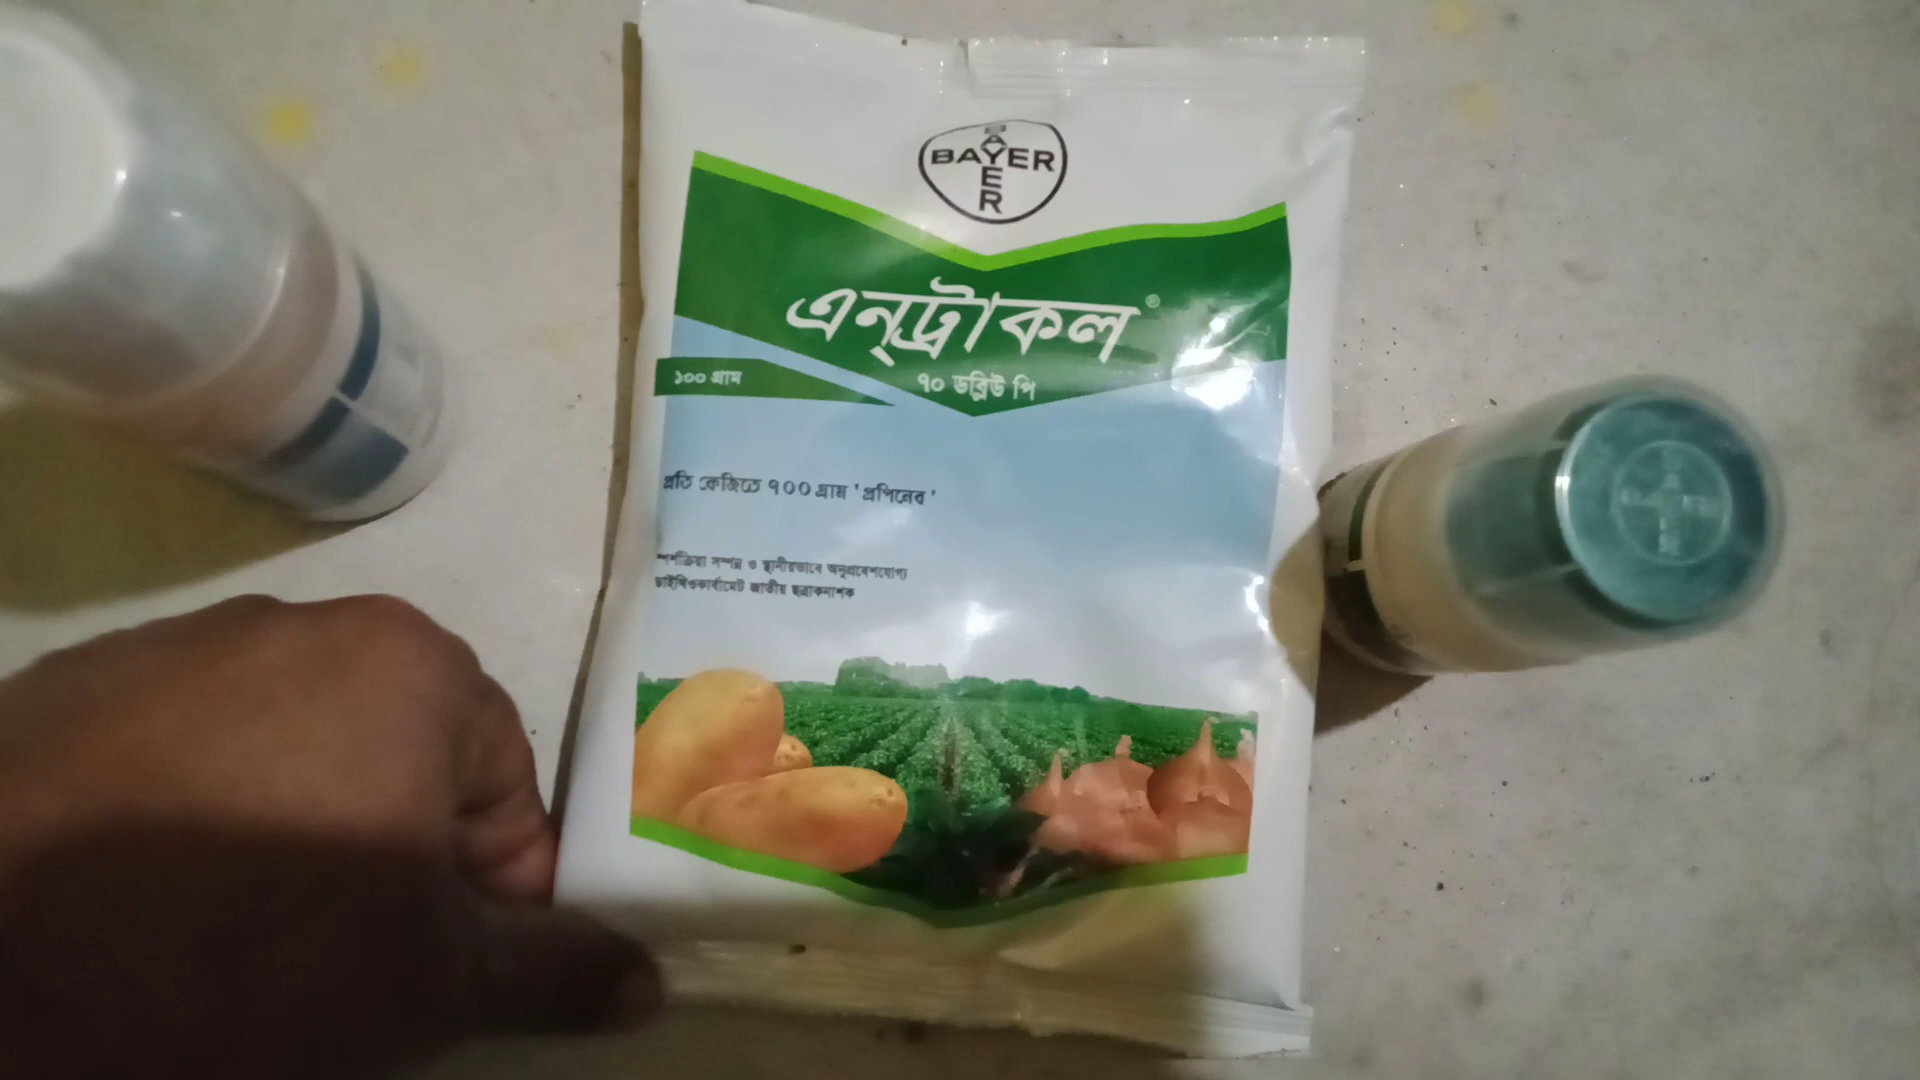 BAYER
BAYER
এন্ট্রাকল®
১০০ গ্রাম
৭০ ডব্লিউ পি
প্রতি কেজিতে ৭০০ গ্রাম 'প্রপিনেব'
স্পর্শক্রিয়া সম্পন্ন ও স্থানীয়ভাবে অনুপ্রবেশযোগ্য
ডাইথিওকার্বামেট জাতীয় ছত্রাকনাশক